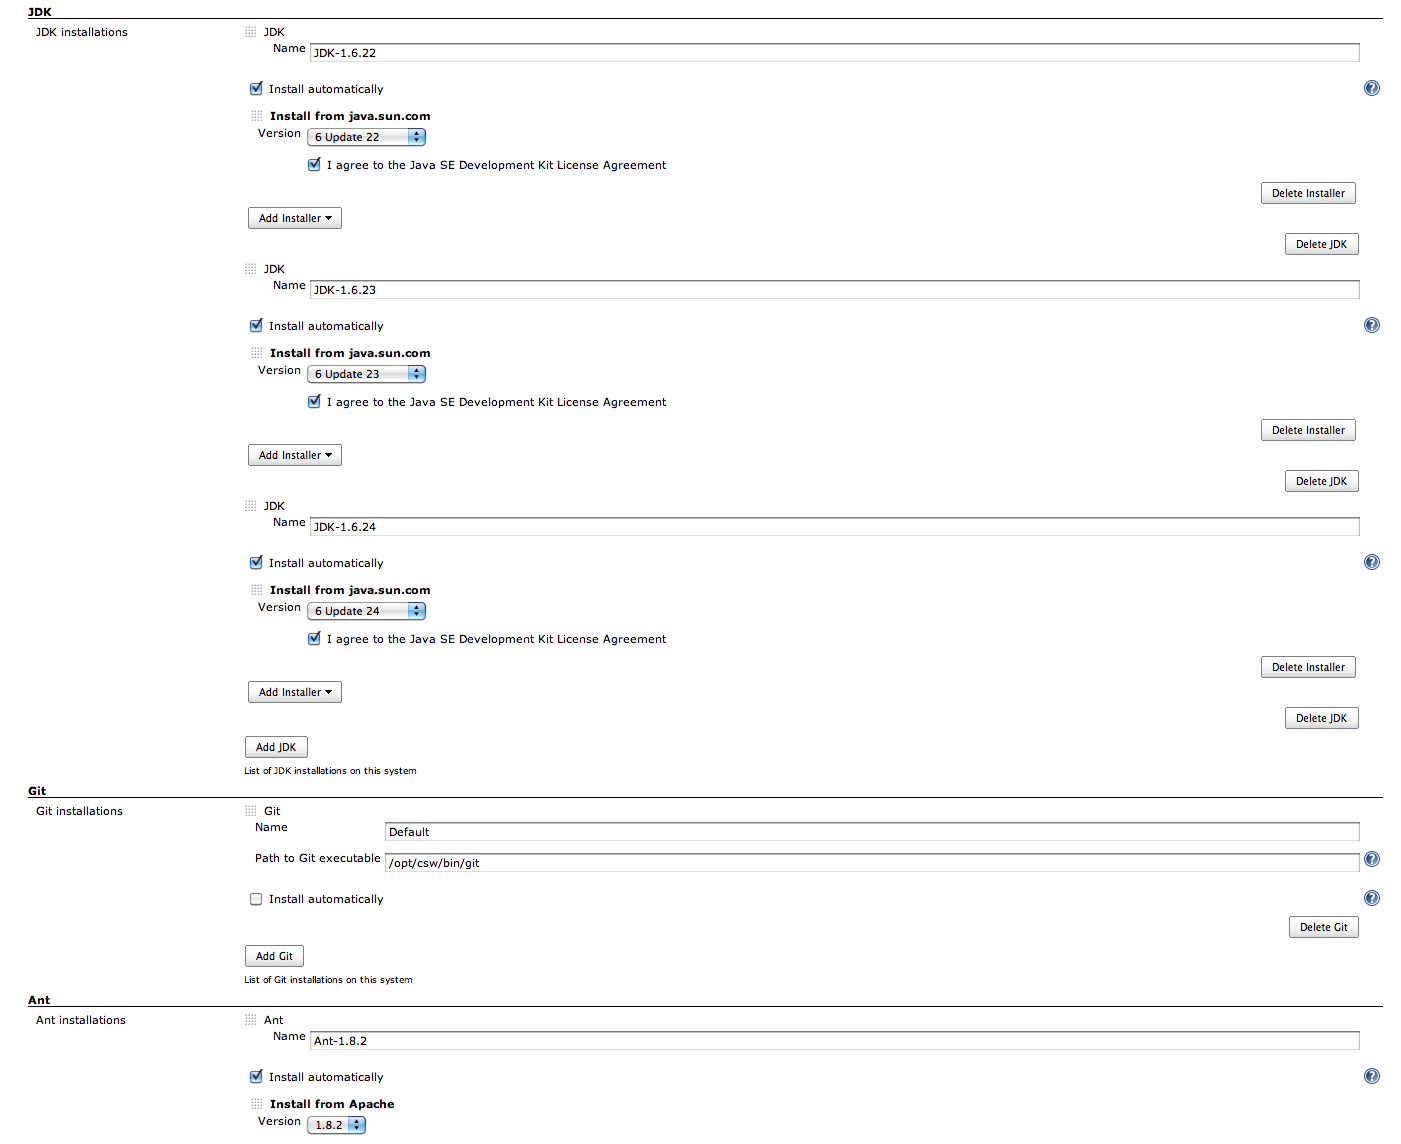 JDK
JDK installations
JDK
Name JDK-1.6.22
Install automatically
Install from java.sun.com
Version 6 Update 22
I agree to the Java SE Development Kit License Agreement
Delete Installer
Add Installer
Delete JDK
JDK
Name JDK-1.6.23
Install automatically
Install from java.sun.com
Version 6 Update 23
I agree to the Java SE Development Kit License Agreement
Delete Installer
Add Installer
Delete JDK
JDK
Name JDK-1.6.24
Install automatically
Install from java.sun.com
Version 6 Update 24
I agree to the Java SE Development Kit License Agreement
Delete Installer
Add Installer
Delete JDK
Add JDK
List of JDK installations on this system
Git
Git installations
Git
Name Default
Path to Git executable /opt/csw/bin/git
Install automatically
Delete Git
Add Git
List of Git installations on this system
Ant
Ant installations
Ant
Name Ant-1.8.2
Install automatically
Install from Apache
Version 1.8.2